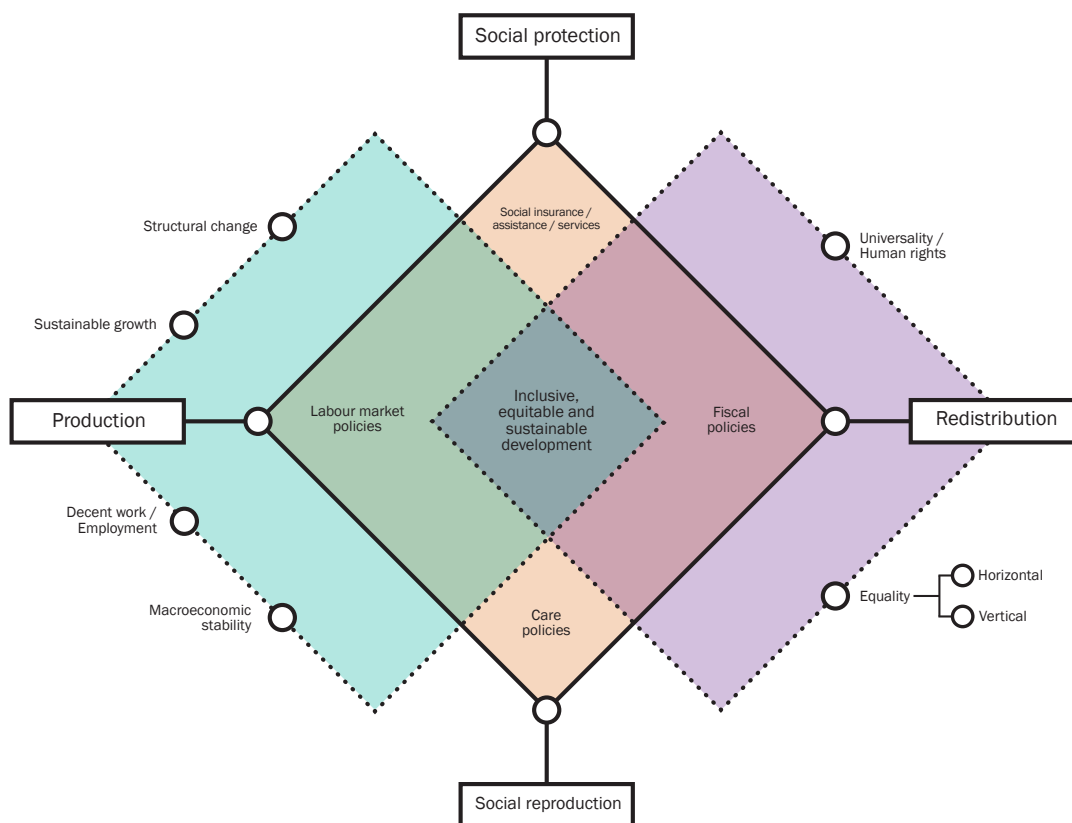 Social protection
Social insurance /
assistance / services
Structural change
Universality /
Human rights
Sustainable growth
Production
Labour market
policies
Inclusive,
equitable and
sustainable
development
Fiscal
policies
Redistribution
Decent work /
Employment
Macroeconomic
stability
Care
policies
Equality
Horizontal
Vertical
Social reproduction